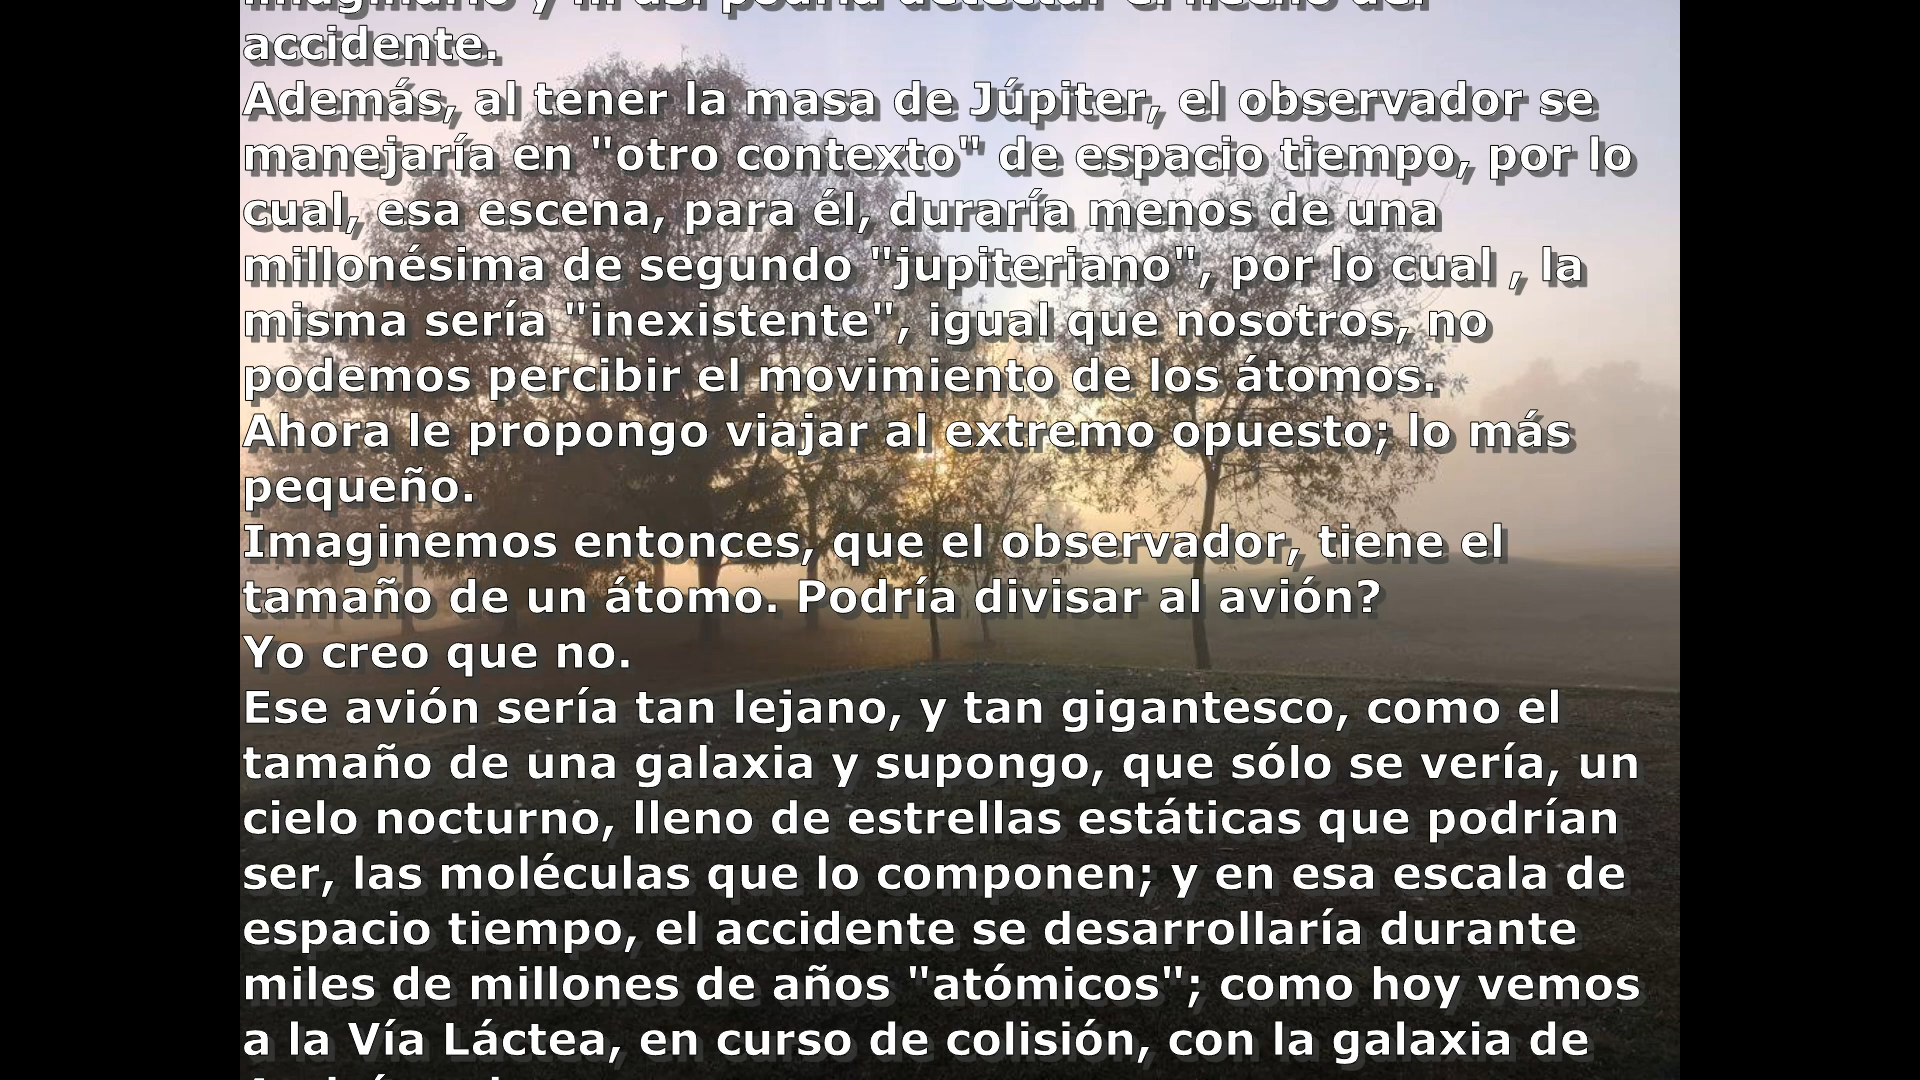 accidente.
Además, al tener la masa de Júpiter, el observador se
manejaría en "otro contexto" de espacio tiempo, por lo
cual, esa escena, para él, duraría menos de una
millonésima de segundo "jupiteriano", por lo cual , la
misma sería "inexistente", igual que nosotros, no
podemos percibir el movimiento de los átomos.
Ahora le propongo viajar al extremo opuesto; lo más
pequeño.
Imaginemos entonces, que el observador, tiene el
tamaño de un átomo. Podría divisar al avión?
Yo creo que no.
Ese avión sería tan lejano, y tan gigantesco, como el
tamaño de una galaxia y supongo, que sólo se vería, un
cielo nocturno, lleno de estrellas estáticas que podrían
ser, las moléculas que lo componen; y en esa escala de
espacio tiempo, el accidente se desarrollaría durante
miles de millones de años "atómicos"; como hoy vemos
a la Vía Láctea, en curso de colisión, con la galaxia de